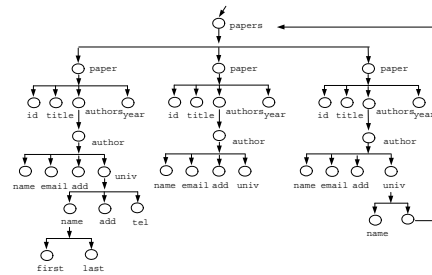 papers
paper paper paper
id title authors year id title authors year id title authors year
author author author
name email add univ name email add univ name email add univ
name add tel name
first last